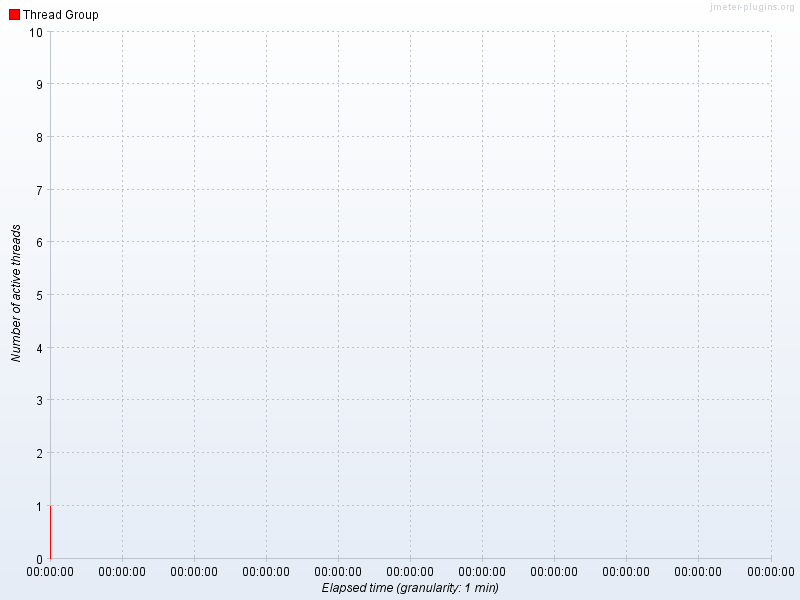 jmeter-plugins.org
Thread Group
10
9
8
7
6
5
4
3
2
1
0
Number of active threads
00:00:00 00:00:00 00:00:00 00:00:00 00:00:00 00:00:00 00:00:00 00:00:00 00:00:00 00:00:00 00:00:00
Elapsed time (granularity: 1 min)